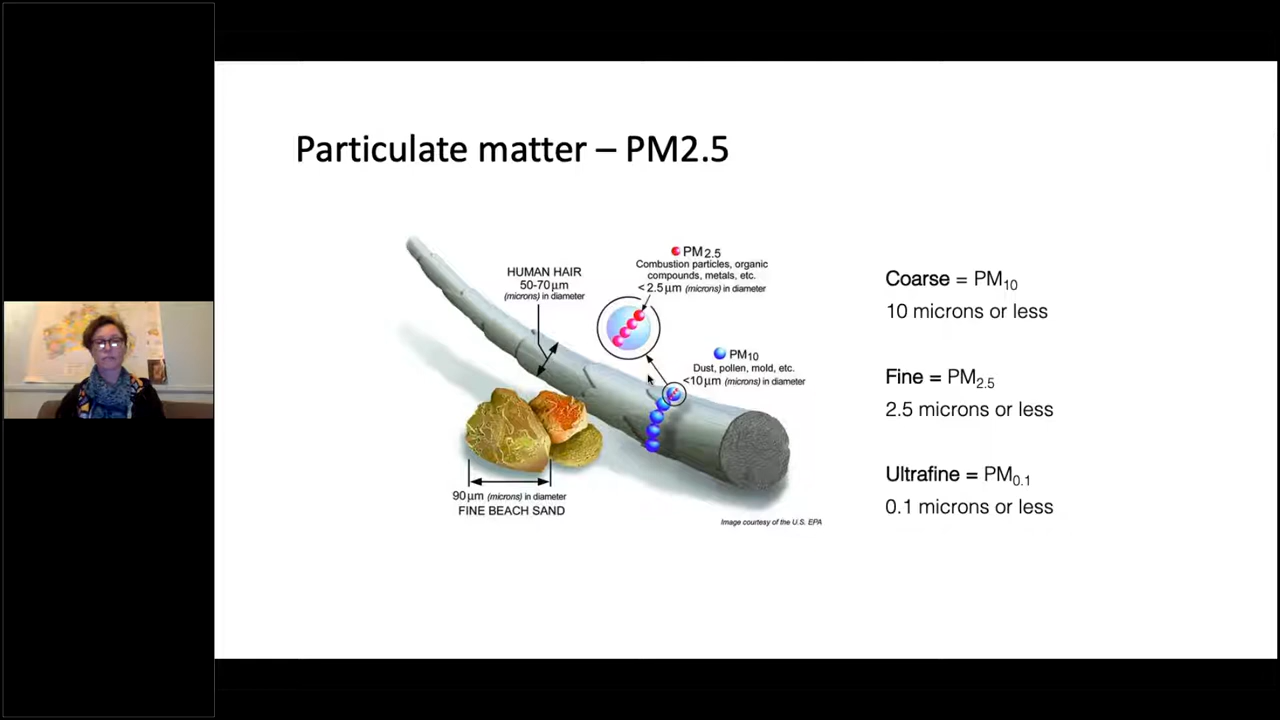 Particulate matter – PM2.5
HUMAN HAIR
50-70μm
(microns) in diameter
PM2.5
Combustion particles, organic
compounds, metals, etc.
<2.5μm (microns) in diameter
PM10
Dust, pollen, mold, etc.
<10μm (microns) in diameter
90μm (microns) in diameter
FINE BEACH SAND
Image courtesy of the U.S. EPA
Coarse = PM10
10 microns or less
Fine = PM2.5
2.5 microns or less
Ultrafine = PM0.1
0.1 microns or less